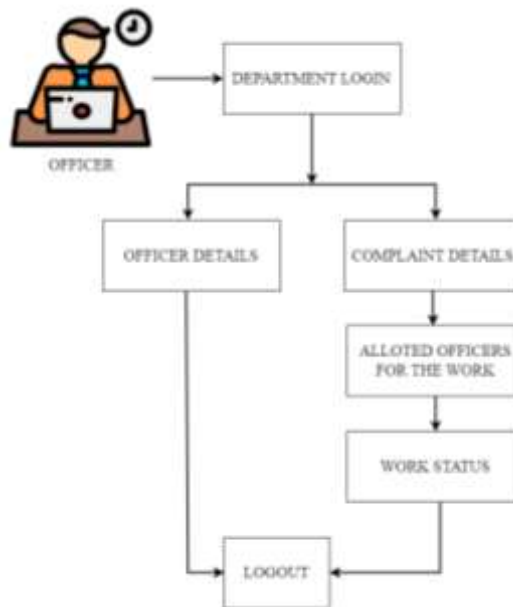 DEPARTMENT LOGIN
OFFICER
OFFICER DETAILS
COMPLAINT DETAILS
ALLOTED OFFICERS
FOR THE WORK
WORK STATUS
LOGOUT